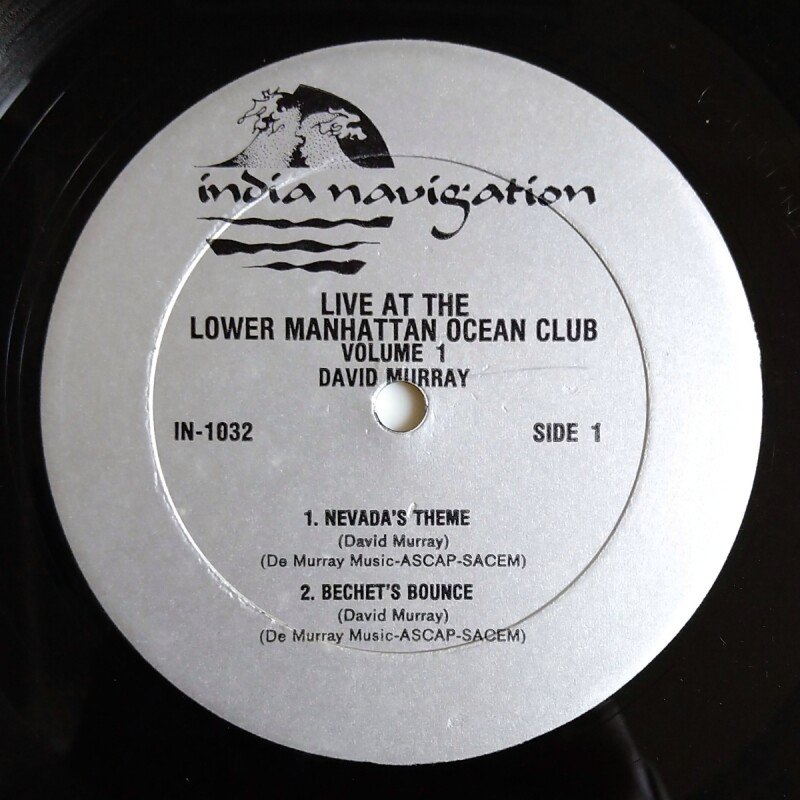 india navigation
LIVE AT THE
LOWER MANHATTAN OCEAN CLUB
VOLUME 1
DAVID MURRAY
IN-1032
SIDE 1
1. NEVADA'S THEME
(David Murray)
(De Murray Music-ASCAP-SACEM)
2. BECHET'S BOUNCE
(David Murray)
(De Murray Music-ASCAP-SACEM)